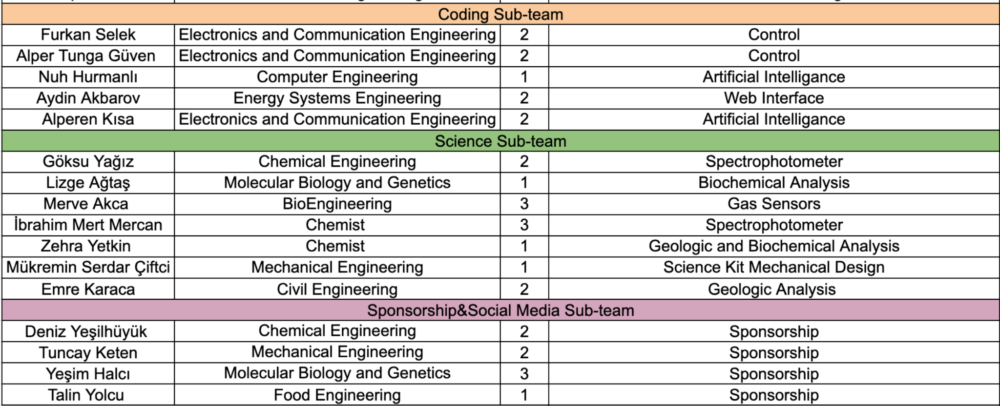 Coding Sub-team
Furkan Selek Electronics and Communication Engineering 2 Control
Alper Tunga Güven Electronics and Communication Engineering 2 Control
Nuh Hurmanlı Computer Engineering 1 Artificial Intelligance
Aydin Akbarov Energy Systems Engineering 2 Web Interface
Alperen Kısa Electronics and Communication Engineering 2 Artificial Intelligance
Science Sub-team
Göksu Yağız Chemical Engineering 2 Spectrophotometer
Lizge Ağtaş Molecular Biology and Genetics 1 Biochemical Analysis
Merve Akca BioEngineering 3 Gas Sensors
İbrahim Mert Mercan Chemist 3 Spectrophotometer
Zehra Yetkin Chemist 1 Geologic and Biochemical Analysis
Mükremin Serdar Çiftci Mechanical Engineering 1 Science Kit Mechanical Design
Emre Karaca Civil Engineering 2 Geologic Analysis
Sponsorship&Social Media Sub-team
Deniz Yeşilhüyük Chemical Engineering 2 Sponsorship
Tuncay Keten Mechanical Engineering 2 Sponsorship
Yeşim Halcı Molecular Biology and Genetics 3 Sponsorship
Talin Yolcu Food Engineering 1 Sponsorship